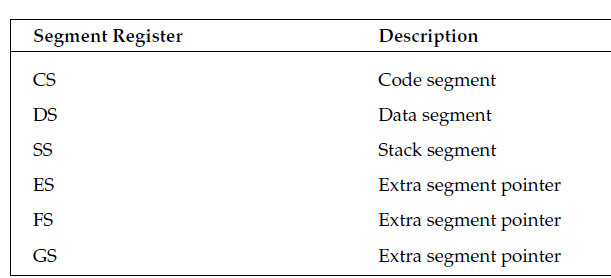 Segment Register Description
CS Code segment
DS Data segment
SS Stack segment
ES Extra segment pointer
FS Extra segment pointer
GS Extra segment pointer